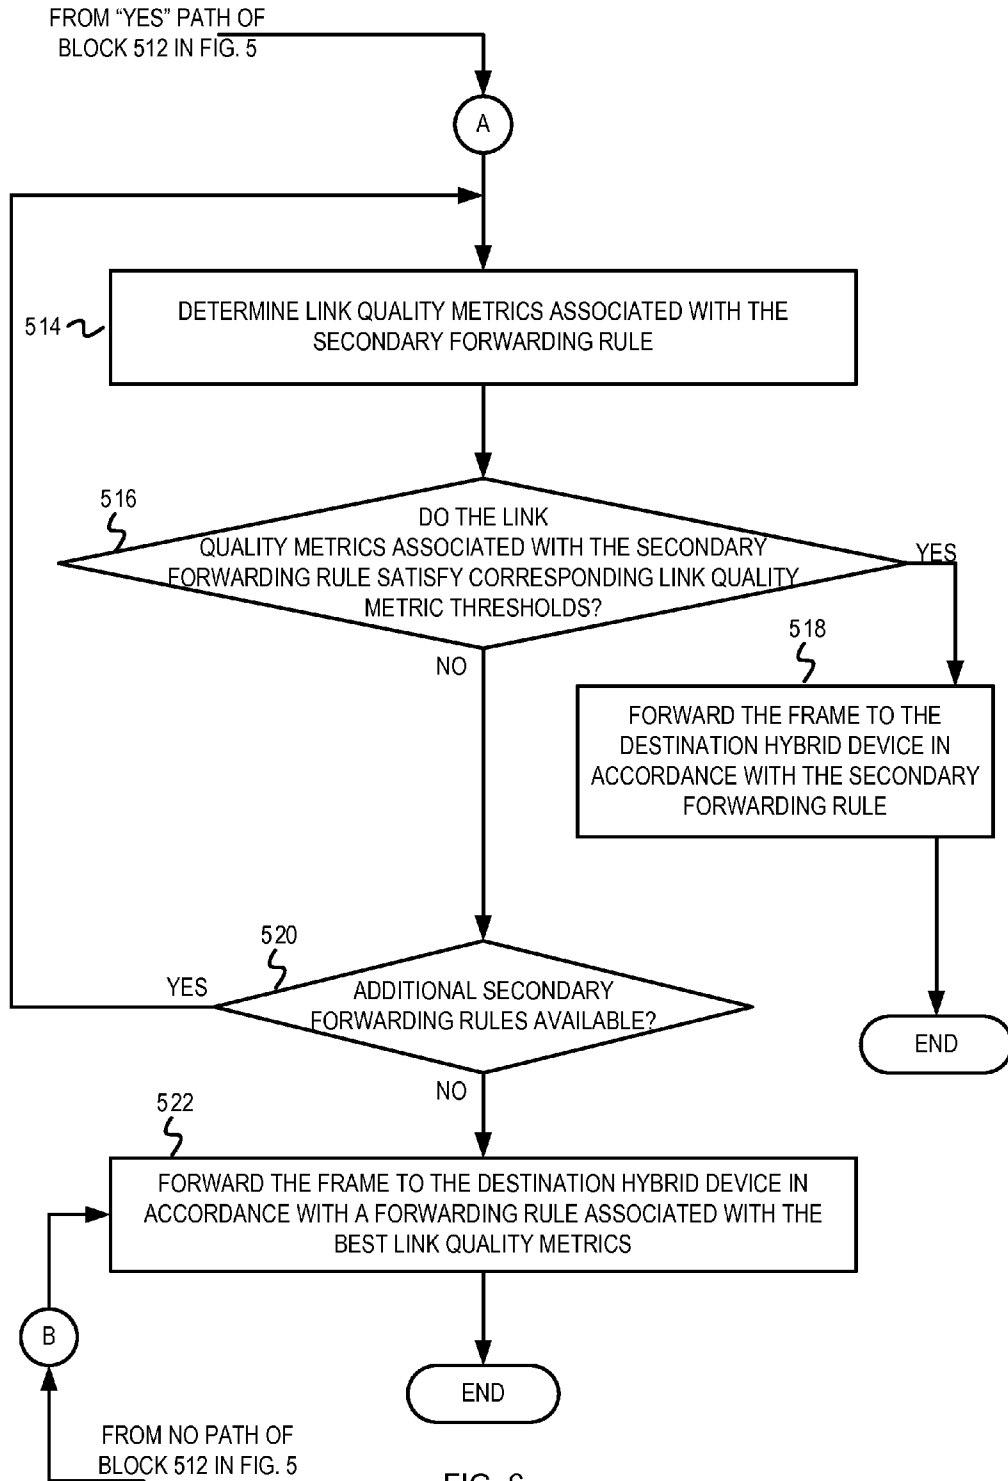 FROM “YES” PATH OF
BLOCK 512 IN FIG. 5
A
514
DETERMINE LINK QUALITY METRICS ASSOCIATED WITH THE
SECONDARY FORWARDING RULE
516
DO THE LINK
QUALITY METRICS ASSOCIATED WITH THE SECONDARY
FORWARDING RULE SATISFY CORRESPONDING LINK QUALITY
METRIC THRESHOLDS?
YES
NO
518
FORWARD THE FRAME TO THE
DESTINATION HYBRID DEVICE IN
ACCORDANCE WITH THE SECONDARY
FORWARDING RULE
END
520
YES
ADDITIONAL SECONDARY
FORWARDING RULES AVAILABLE?
NO
522
FORWARD THE FRAME TO THE DESTINATION HYBRID DEVICE IN
ACCORDANCE WITH A FORWARDING RULE ASSOCIATED WITH THE
BEST LINK QUALITY METRICS
B
END
FROM NO PATH OF
BLOCK 512 IN FIG. 5